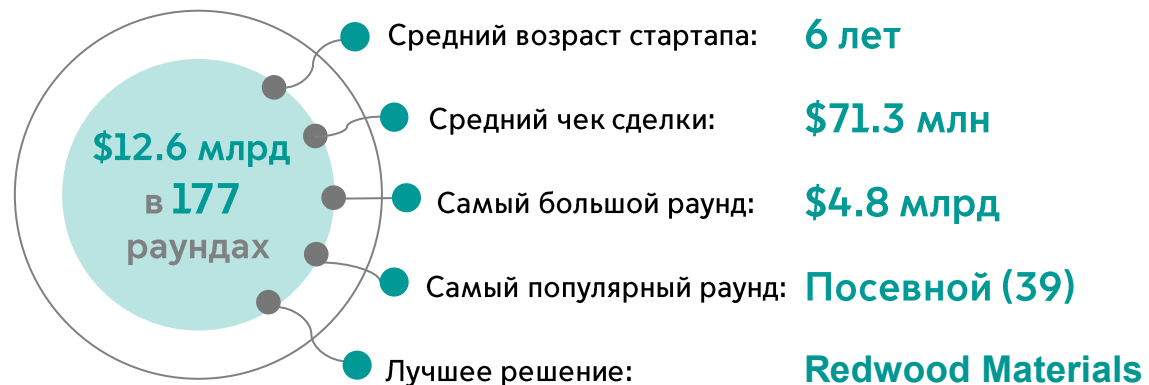 $12.6 млрд
в 177
раундах
Средний возраст стартапа: 6 лет
Средний чек сделки: $71.3 млн
Самый большой раунд: $4.8 млрд
Самый популярный раунд: Посевной (39)
Лучшее решение: Redwood Materials